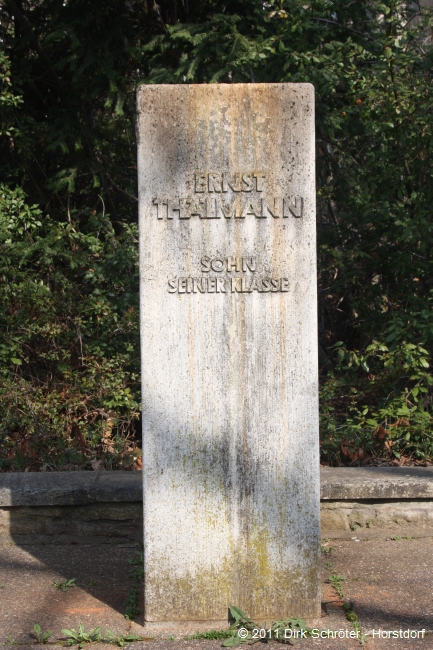 ERNST
THÄLMANN
SOHN
SEINER KLASSE
© 2011 Dirk Schröter - Horstdorf